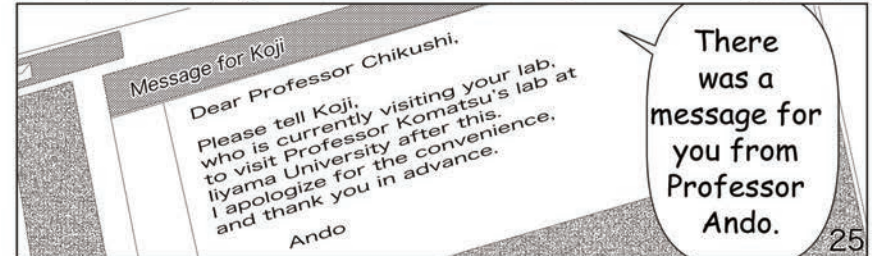 Message for Koji
Dear Professor Chikushi,
Please tell Koji,
who is currently visiting your lab,
to visit Professor Komatsu's lab at
Iiyama University after this.
I apologize for the convenience,
and thank you in advance.
Ando
There
was a
message for
you from
Professor
Ando.
25